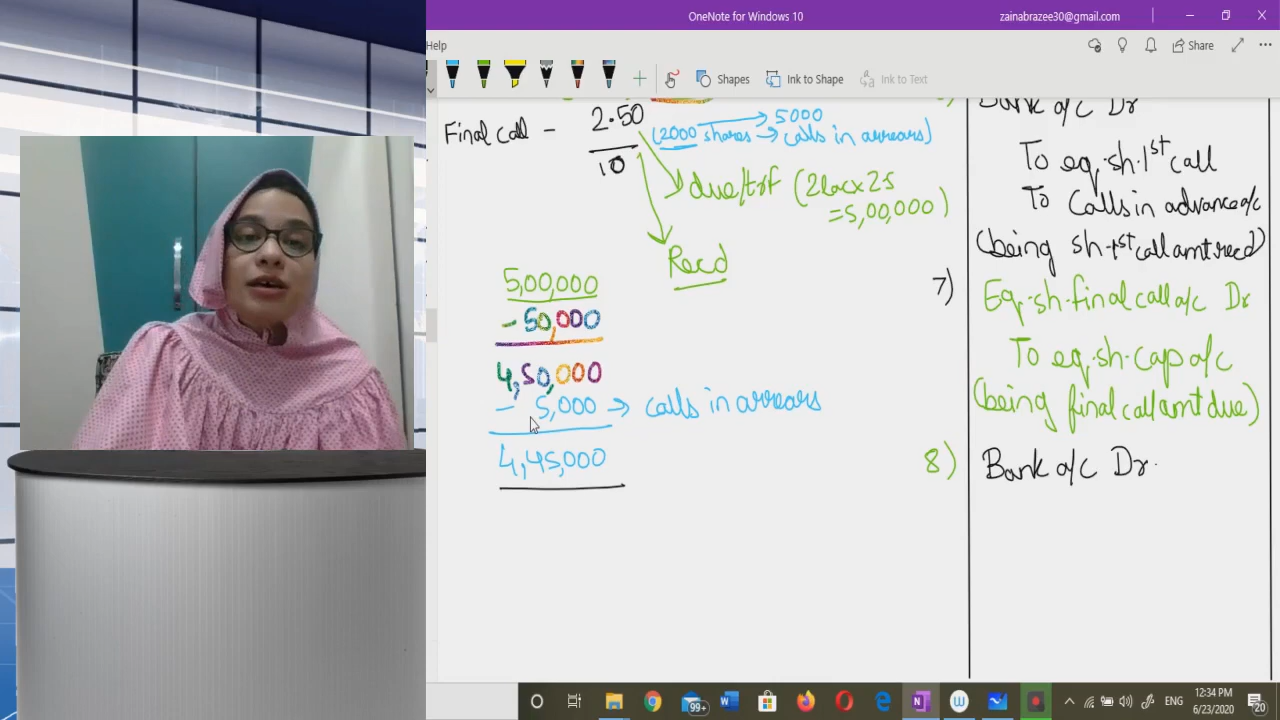 OneNote for Windows 10
zainabrazee30@gmail.com
Help
Share
Shapes
Ink to Shape
Ink to Text
Final call - 2.50
10
5000
(2000 shares → calls in arrears)
due/trf (2lacx25
=5,00,000)
Recd
5,00,000
- 50,000
4,50,000
- 5,000 → calls in arrears
4,45,000
Bank a/c Dr
To eq.sh.1st call
To Calls in advance a/c
(being sh.1st call amt recd)
7) Eq.sh.final call a/c Dr
To eq.sh.cap a/c
(being final call amt due)
8) Bank a/c Dr.
99+
ENG
12:34 PM
6/23/2020
20